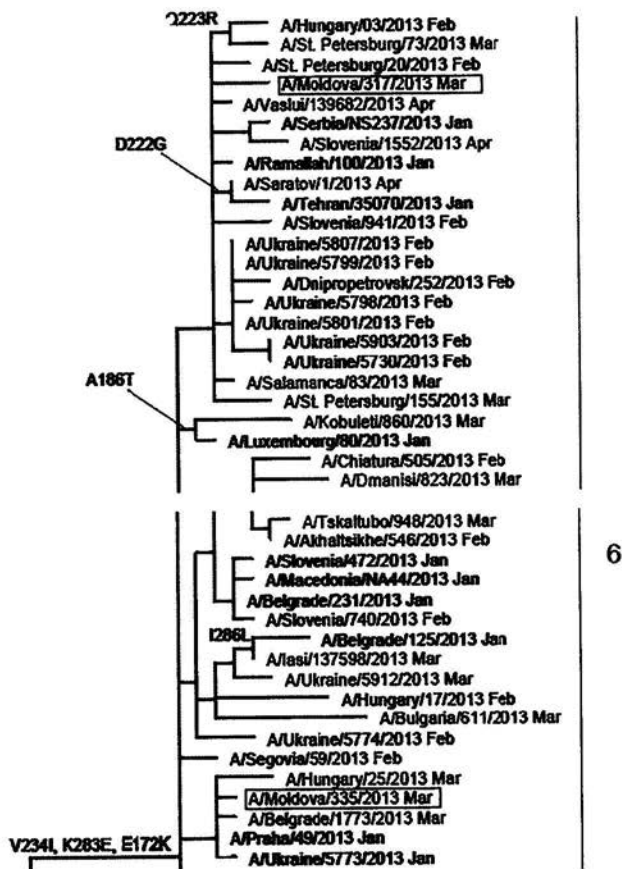 Q223R
A/Hungary/03/2013 Feb
A/St. Petersburg/73/2013 Mar
A/St. Petersburg/20/2013 Feb
A/Moldova/317/2013 Mar
A/Vaslui/139682/2013 Apr
A/Serbia/NS237/2013 Jan
D222G
A/Slovenia/1552/2013 Apr
A/Ramallah/100/2013 Jan
A/Saratov/1/2013 Apr
A/Tehran/35070/2013 Jan
A/Slovenia/941/2013 Feb
A/Ukraine/5807/2013 Feb
A/Ukraine/5799/2013 Feb
A/Dnipropetrovsk/252/2013 Feb
A/Ukraine/5798/2013 Feb
A/Ukraine/5801/2013 Feb
A/Ukraine/5903/2013 Feb
A/Ukraine/5730/2013 Feb
A186T
A/Salamanca/83/2013 Mar
A/St. Petersburg/155/2013 Mar
A/Kobuleti/860/2013 Mar
A/Luxembourg/80/2013 Jan
A/Chiatura/505/2013 Feb
A/Dmanisi/823/2013 Mar
A/Tskaltubo/948/2013 Mar
A/Akhaltsikhe/546/2013 Feb
6
A/Slovenia/472/2013 Jan
A/Macedonia/NA44/2013 Jan
A/Belgrade/231/2013 Jan
A/Slovenia/740/2013 Feb
I286L
A/Belgrade/125/2013 Jan
A/Iasi/137598/2013 Mar
A/Ukraine/5912/2013 Mar
A/Hungary/17/2013 Feb
A/Bulgaria/611/2013 Mar
A/Ukraine/5774/2013 Feb
A/Segovia/59/2013 Feb
A/Hungary/25/2013 Mar
A/Moldova/335/2013 Mar
A/Belgrade/1773/2013 Mar
A/Praha/49/2013 Jan
V234I, K283E, E172K
A/Ukraine/5773/2013 Jan